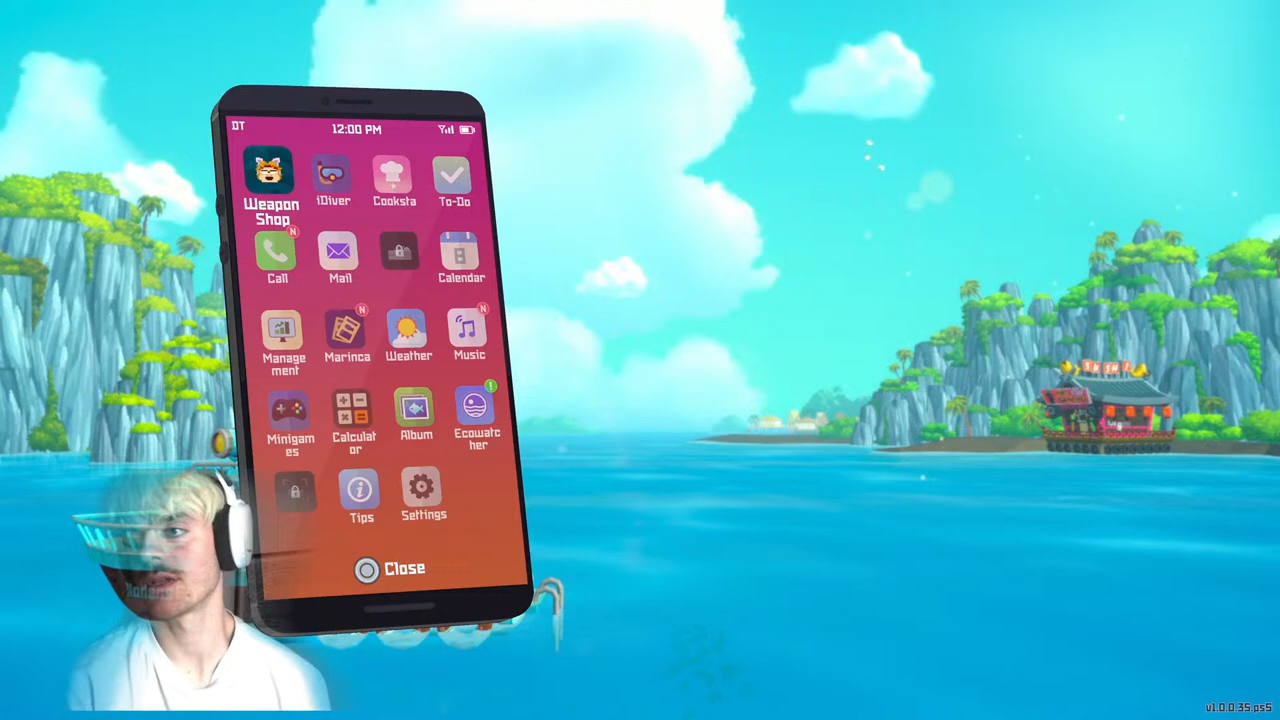 DT
12:00 PM
Weapon
Shop
iDiver
Cooksta
To-Do
Call
N
Mail
Calendar
Manage
ment
Marinca
N
Weather
Music
N
Minigam
es
Calculat
or
Album
Ecowatc
her
!
Tips
Settings
Close
SUSHI
v1.0.0.35.ps5